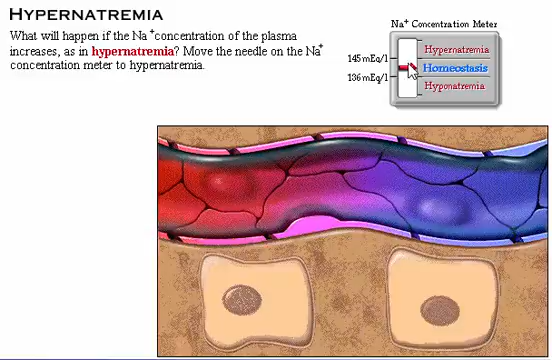 HYPERNATREMIA
What will happen if the Na⁺concentration of the plasma
increases, as in hypernatremia? Move the needle on the Na⁺
concentration meter to hypernatremia.
Na⁺ Concentration Meter
Hypernatremia
145 mEq/l
Homeostasis
136 mEq/l
Hyponatremia